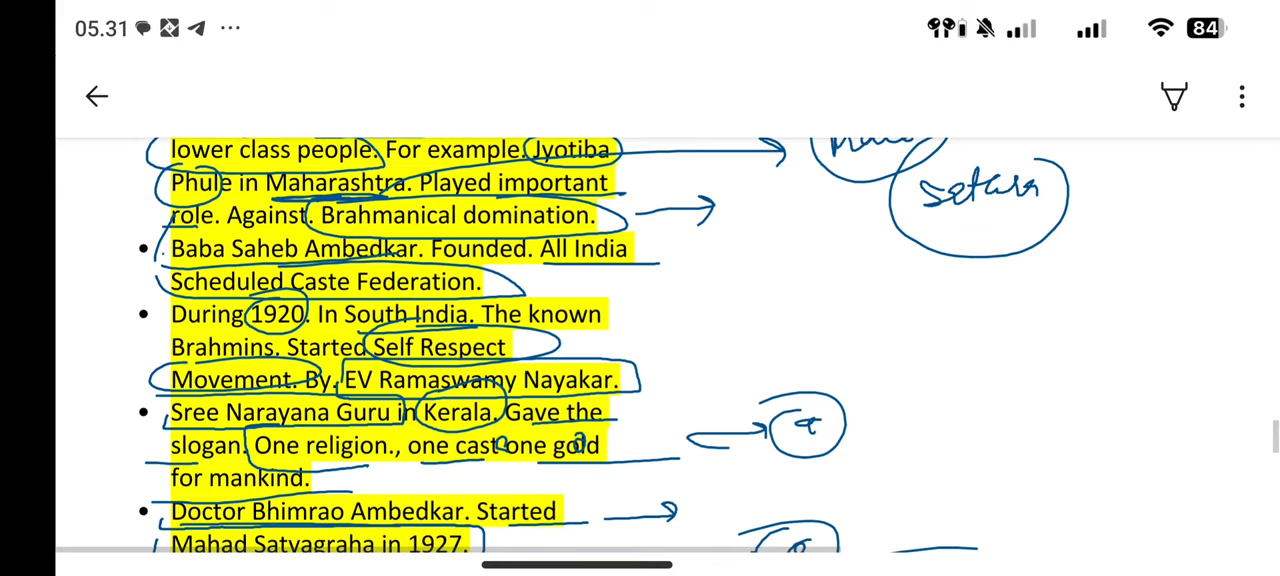 05.31 ... 84
lower class people. For example. Jyotiba
Phule in Maharashtra. Played important
role. Against. Brahmanical domination.
Setara
• Baba Saheb Ambedkar. Founded. All India
Scheduled Caste Federation.
• During 1920. In South India. The known
Brahmins. Started Self Respect
Movement. By, EV Ramaswamy Nayakar.
• Sree Narayana Guru in Kerala. Gave the
slogan. One religion., one cast one gold
for mankind.
• Doctor Bhimrao Ambedkar. Started
Mahad Satyagraha in 1927.